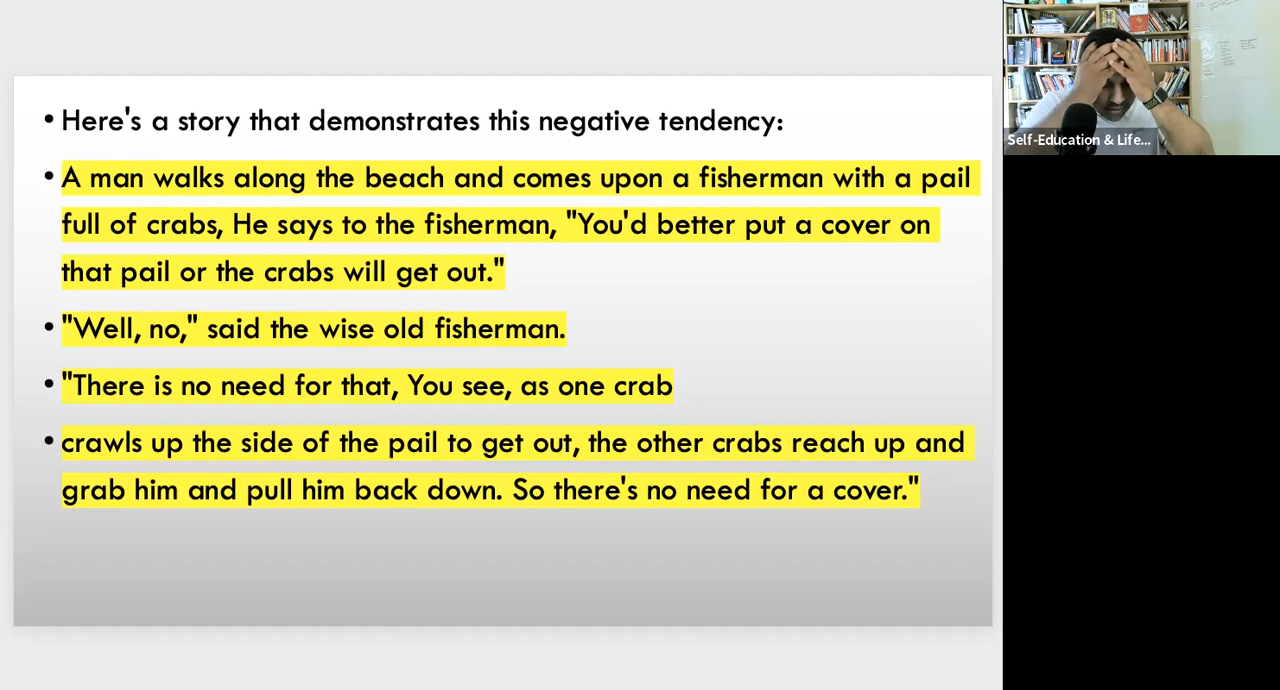 • Here's a story that demonstrates this negative tendency:
• A man walks along the beach and comes upon a fisherman with a pail
full of crabs, He says to the fisherman, "You'd better put a cover on
that pail or the crabs will get out."
• "Well, no," said the wise old fisherman.
• "There is no need for that, You see, as one crab
• crawls up the side of the pail to get out, the other crabs reach up and
grab him and pull him back down. So there's no need for a cover."
Self-Education & Life...